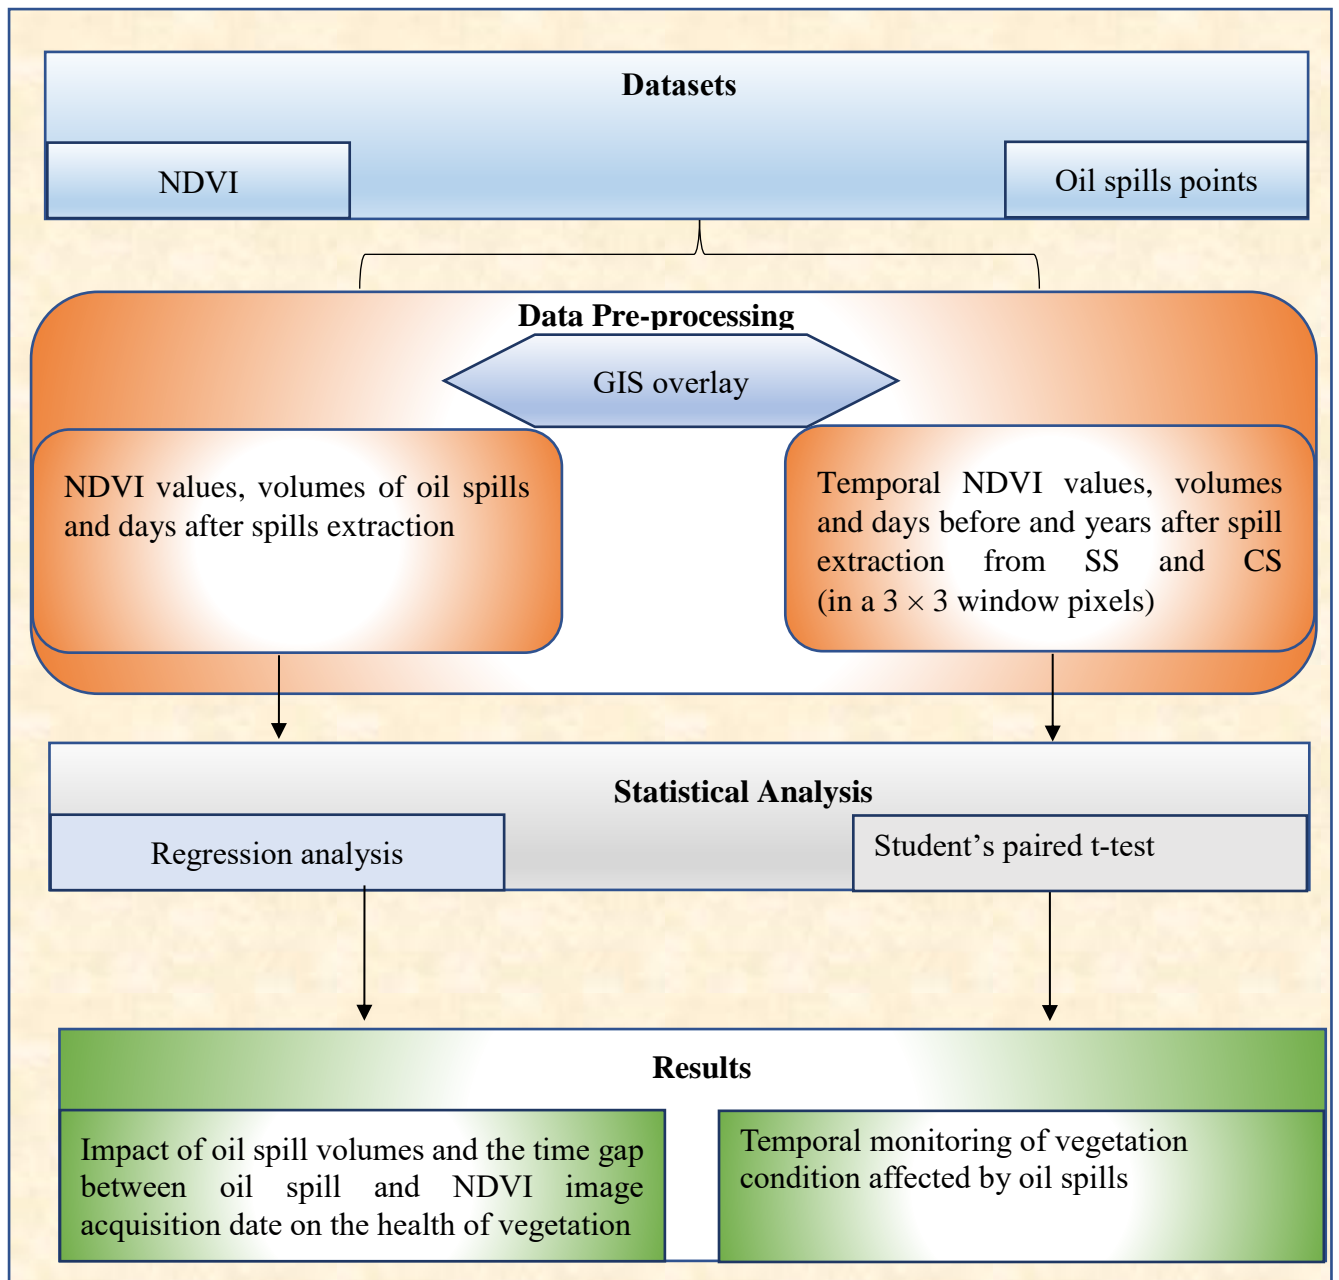 Datasets
NDVI
Oil spills points
Data Pre-processing
GIS overlay
NDVI values, volumes of oil spills
and days after spills extraction
Temporal NDVI values, volumes
and days before and years after spill
extraction from SS and CS
(in a 3 × 3 window pixels)
Statistical Analysis
Regression analysis
Student’s paired t-test
Results
Impact of oil spill volumes and the time gap
between oil spill and NDVI image
acquisition date on the health of vegetation
Temporal monitoring of vegetation
condition affected by oil spills